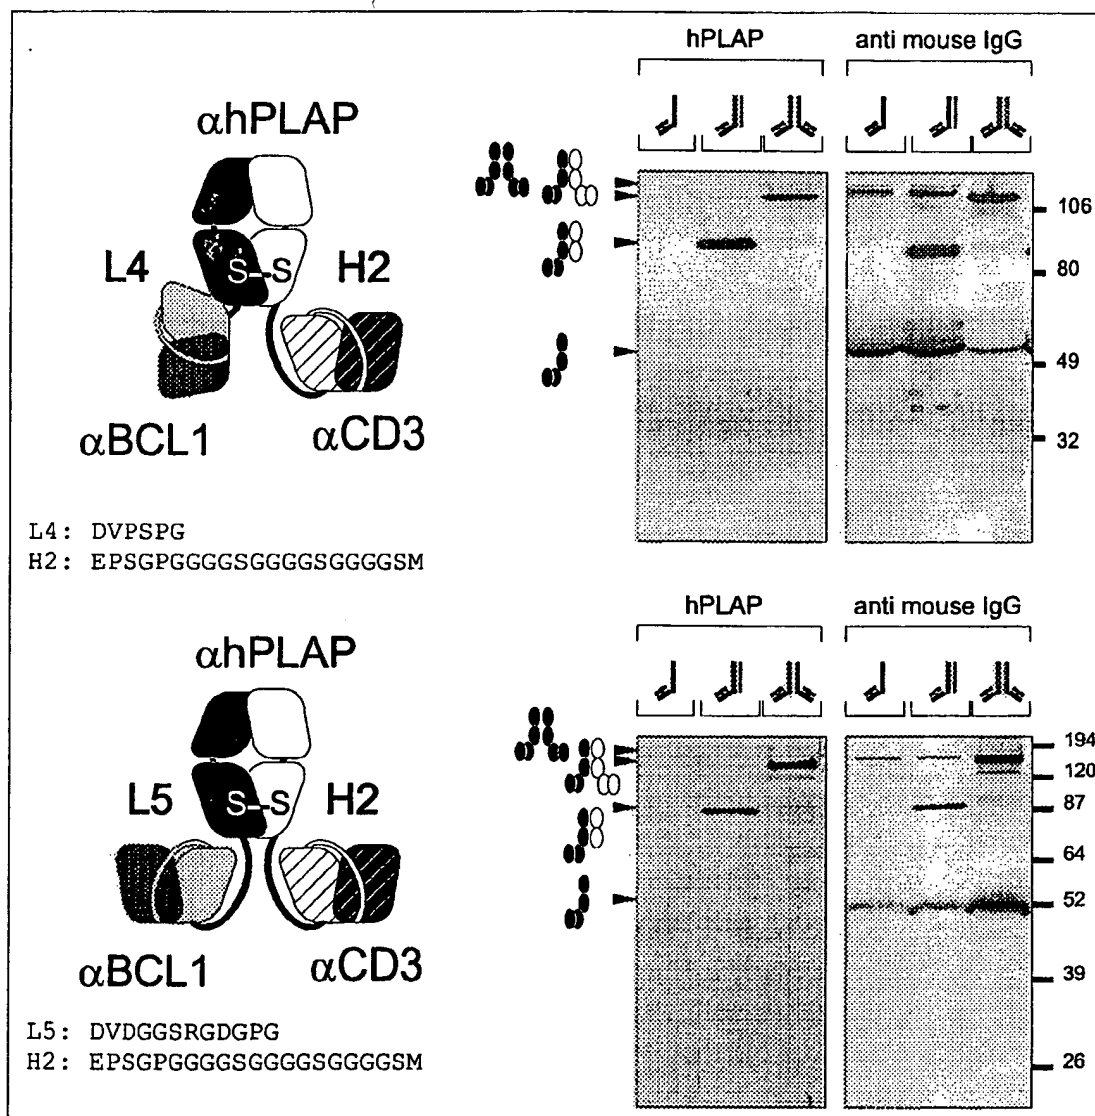 hPLAP
anti mouse IgG
αhPLAP
L4
S--S
H2
αBCL1
αCD3
106
80
49
32
L4: DVPSPG
H2: EPSGPGGGGSGGGGSGGGGSM
hPLAP
anti mouse IgG
αhPLAP
L5
S--S
H2
αBCL1
αCD3
194
120
87
64
52
39
26
L5: DVDGGSRGDGPG
H2: EPSGPGGGGSGGGGSGGGGSM